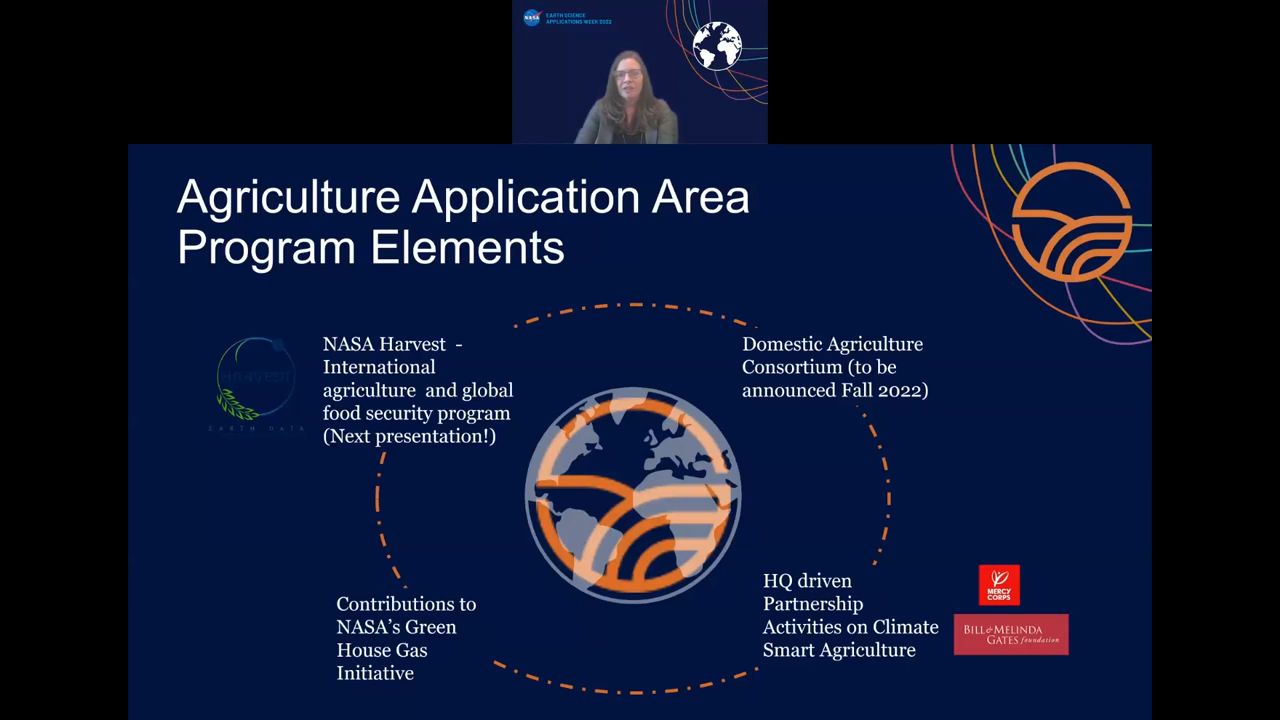 NASA
EARTH SCIENCE
APPLICATIONS WEEK 2022
Agriculture Application Area
Program Elements
NASA Harvest -
International
agriculture and global
food security program
(Next presentation!)
HARVEST
EARTH DATA
Domestic Agriculture
Consortium (to be
announced Fall 2022)
Contributions to
NASA’s Green
House Gas
Initiative
HQ driven
Partnership
Activities on Climate
Smart Agriculture
MERCY
CORPS
BILL & MELINDA
GATES foundation